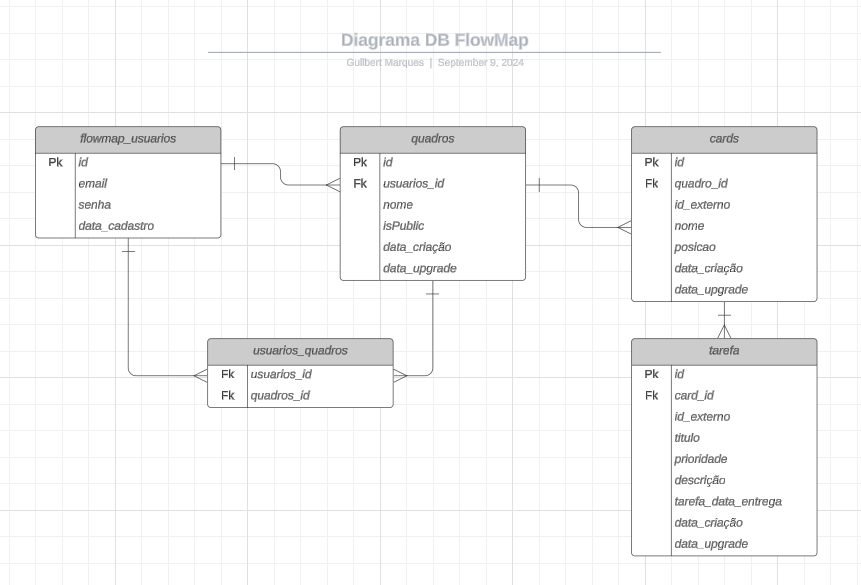 Diagrama DB FlowMap
Guilbert Marques | September 9, 2024
flowmap_usuarios
Pk id
email
senha
data_cadastro
quadros
Pk id
Fk usuarios_id
nome
isPublic
data_criação
data_upgrade
cards
Pk id
Fk quadro_id
id_externo
nome
posicao
data_criação
data_upgrade
usuarios_quadros
Fk usuarios_id
Fk quadros_id
tarefa
Pk id
Fk card_id
id_externo
titulo
prioridade
descrição
tarefa_data_entrega
data_criação
data_upgrade